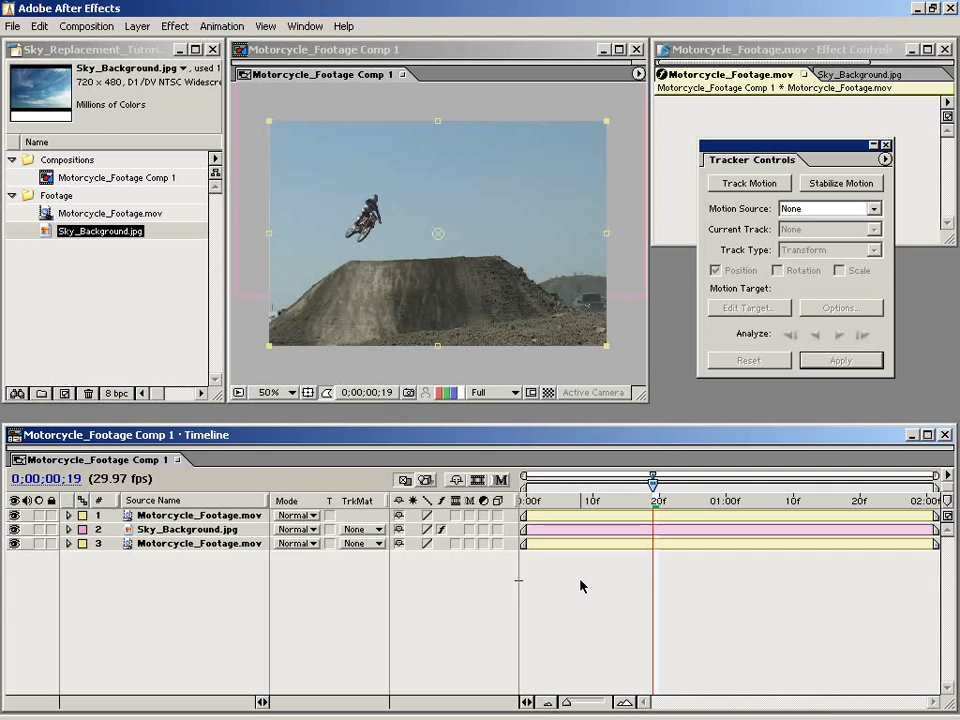 Adobe After Effects
File Edit Composition Layer Effect Animation View Window Help
Sky_Replacement_Tutori
Sky_Background.jpg , used 1
720 x 480, D1/DV NTSC Widescre
Millions of Colors
Name
Compositions
Motorcycle_Footage Comp 1
Footage
Motorcycle_Footage.mov
Sky_Background.jpg
8 bpc
Motorcycle_Footage Comp 1
Motorcycle_Footage Comp 1
50% 0;00;00;19 Full Active Camera
Motorcycle_Footage.mov · Effect Controls
Motorcycle_Footage.mov Sky_Background.jpg
Motorcycle_Footage Comp 1 * Motorcycle_Footage.mov
Tracker Controls
Track Motion Stabilize Motion
Motion Source: None
Current Track: None
Track Type: Transform
Position Rotation Scale
Motion Target:
Edit Target... Options...
Analyze:
Reset Apply
Motorcycle_Footage Comp 1 · Timeline
Motorcycle_Footage Comp 1
0;00;00;19 (29.97 fps)
# Source Name Mode T TrkMat :00f 10f 20f 01:00f 10f 20f 02:00f
1 Motorcycle_Footage.mov Normal
2 Sky_Background.jpg Normal None
3 Motorcycle_Footage.mov Normal None